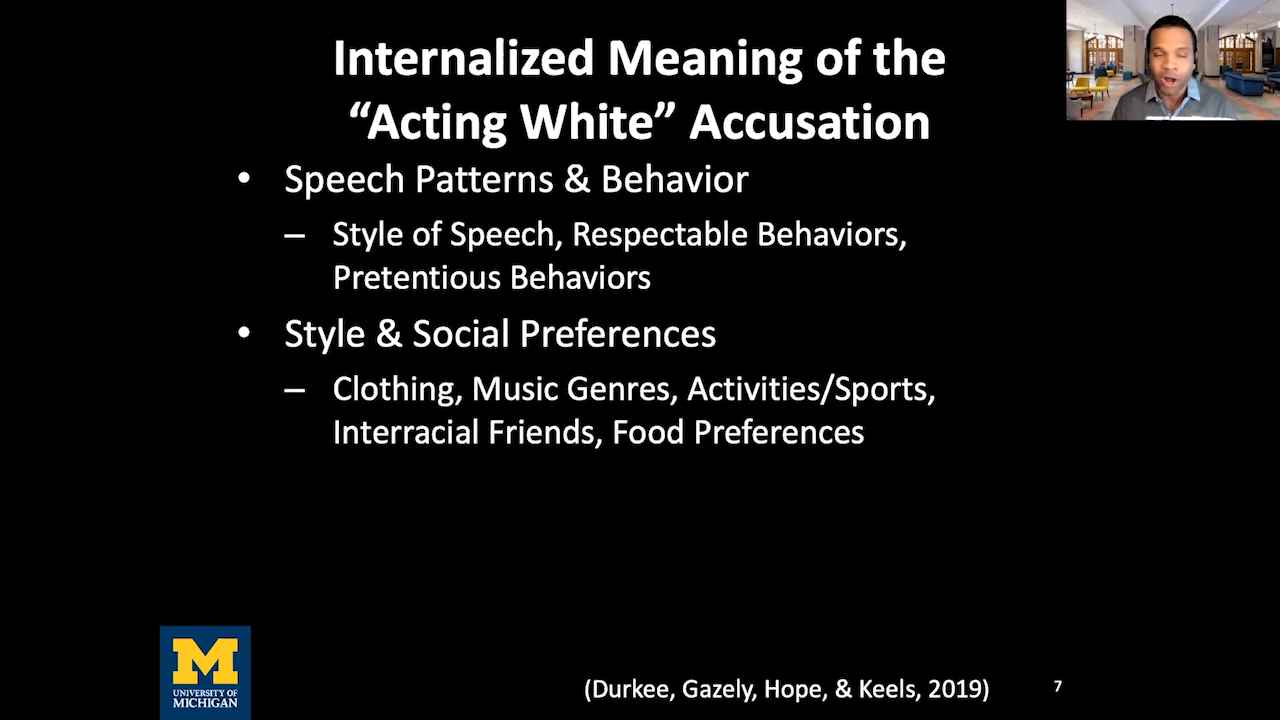 Internalized Meaning of the
“Acting White” Accusation
• Speech Patterns & Behavior
– Style of Speech, Respectable Behaviors,
Pretentious Behaviors
• Style & Social Preferences
– Clothing, Music Genres, Activities/Sports,
Interracial Friends, Food Preferences
M
UNIVERSITY OF
MICHIGAN
(Durkee, Gazely, Hope, & Keels, 2019)
7